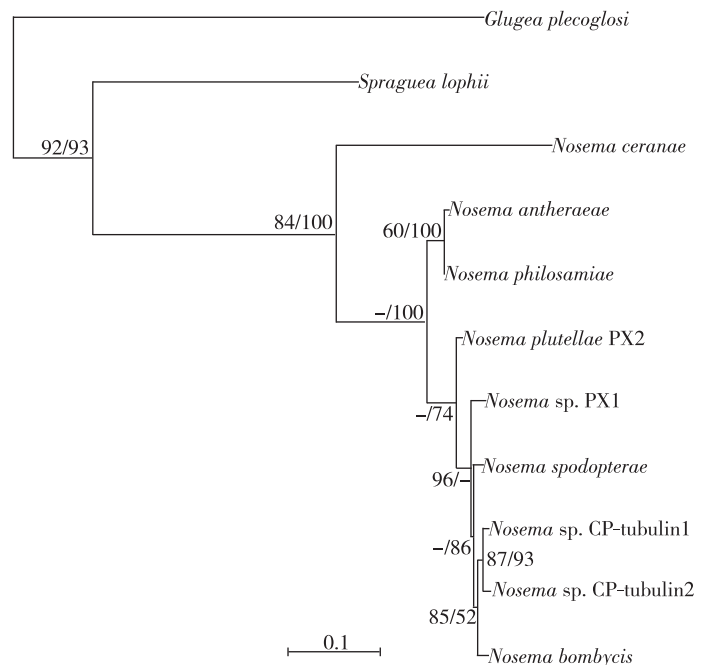 Glugea plecoglosi
Spraguea lophii
92/93
Nosema ceranae
84/100
Nosema antheraeae
60/100
Nosema philosamiae
–/100
Nosema plutellae PX2
–/74
Nosema sp. PX1
Nosema spodopterae
96/–
Nosema sp. CP-tubulin1
–/86
87/93
Nosema sp. CP-tubulin2
85/52
0.1
Nosema bombycis